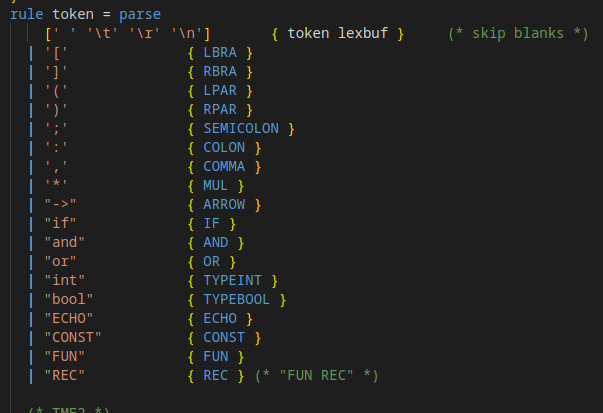 }
rule token = parse
[' ' '\t' '\r' '\n'] { token lexbuf } (* skip blanks *)
| '[' { LBRA }
| ']' { RBRA }
| '(' { LPAR }
| ')' { RPAR }
| ';' { SEMICOLON }
| ':' { COLON }
| ',' { COMMA }
| '*' { MUL }
| "->" { ARROW }
| "if" { IF }
| "and" { AND }
| "or" { OR }
| "int" { TYPEINT }
| "bool" { TYPEBOOL }
| "ECHO" { ECHO }
| "CONST" { CONST }
| "FUN" { FUN }
| "REC" { REC } (* "FUN REC" *)
(* TME2 *)